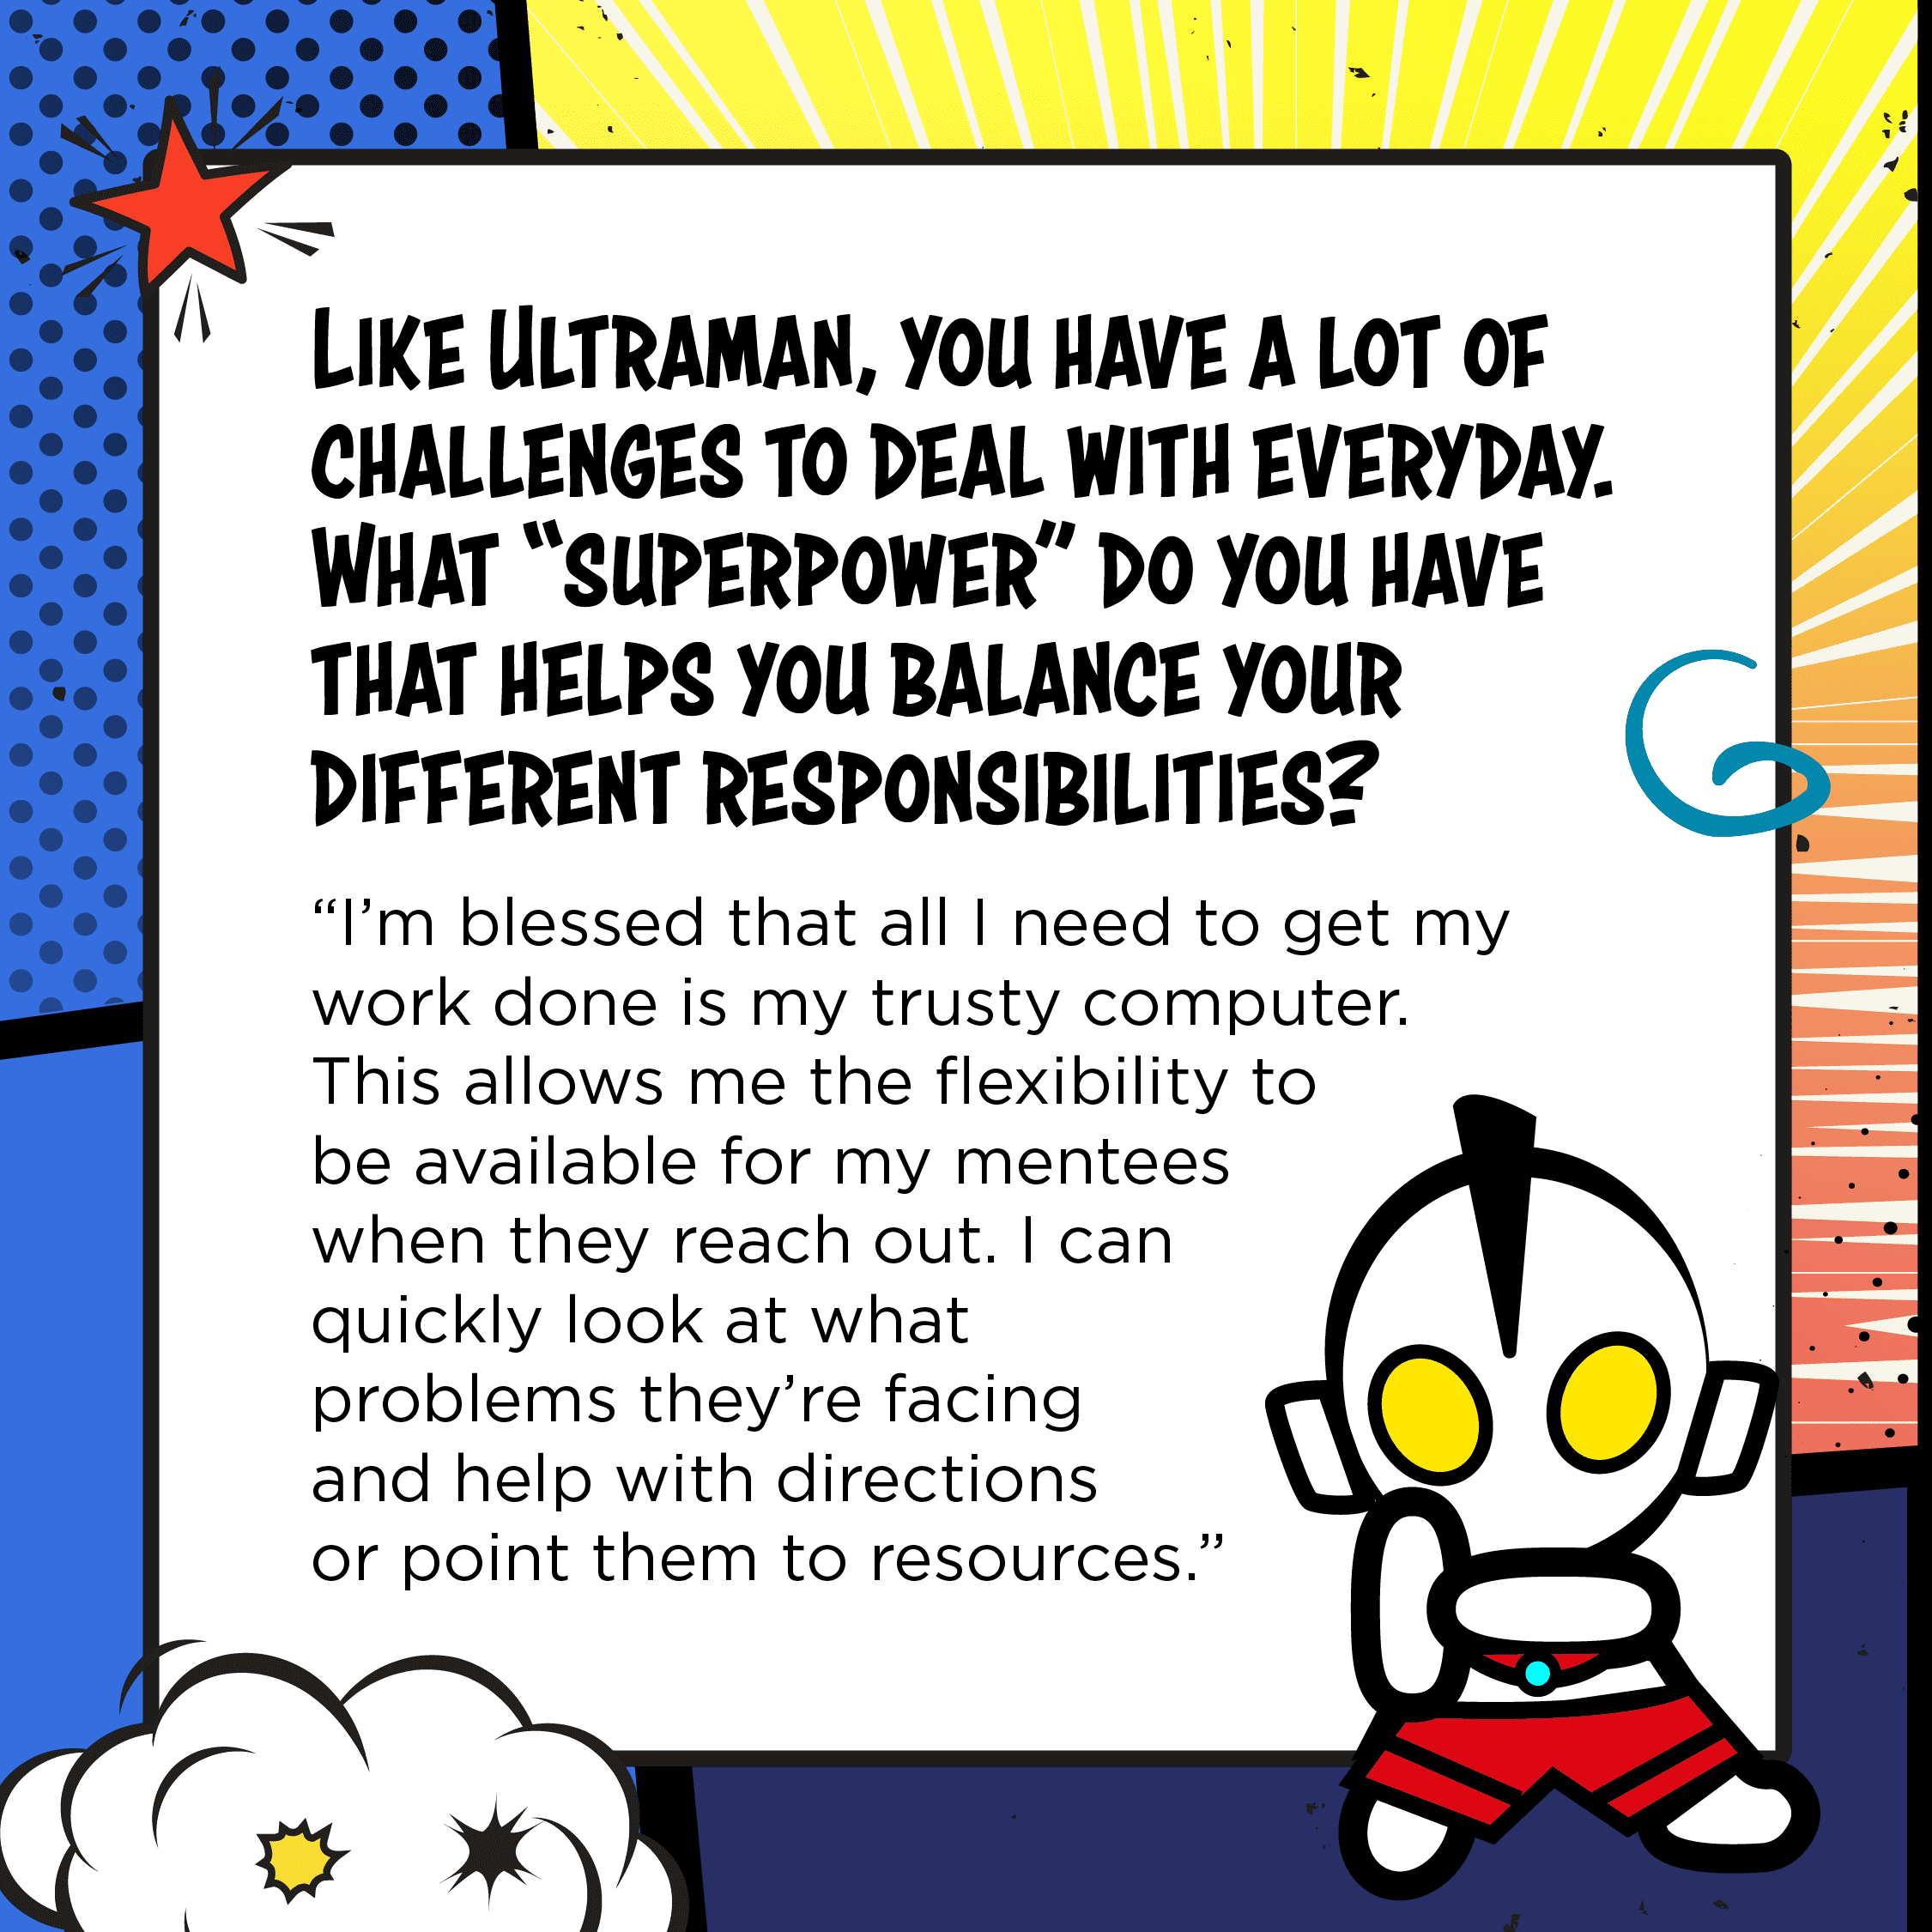 Like Ultraman, you have a lot of
challenges to deal with everyday.
What “superpower” do you have
that helps you balance your
different responsibilities?
“I’m blessed that all I need to get my
work done is my trusty computer.
This allows me the flexibility to
be available for my mentees
when they reach out. I can
quickly look at what
problems they’re facing
and help with directions
or point them to resources.”